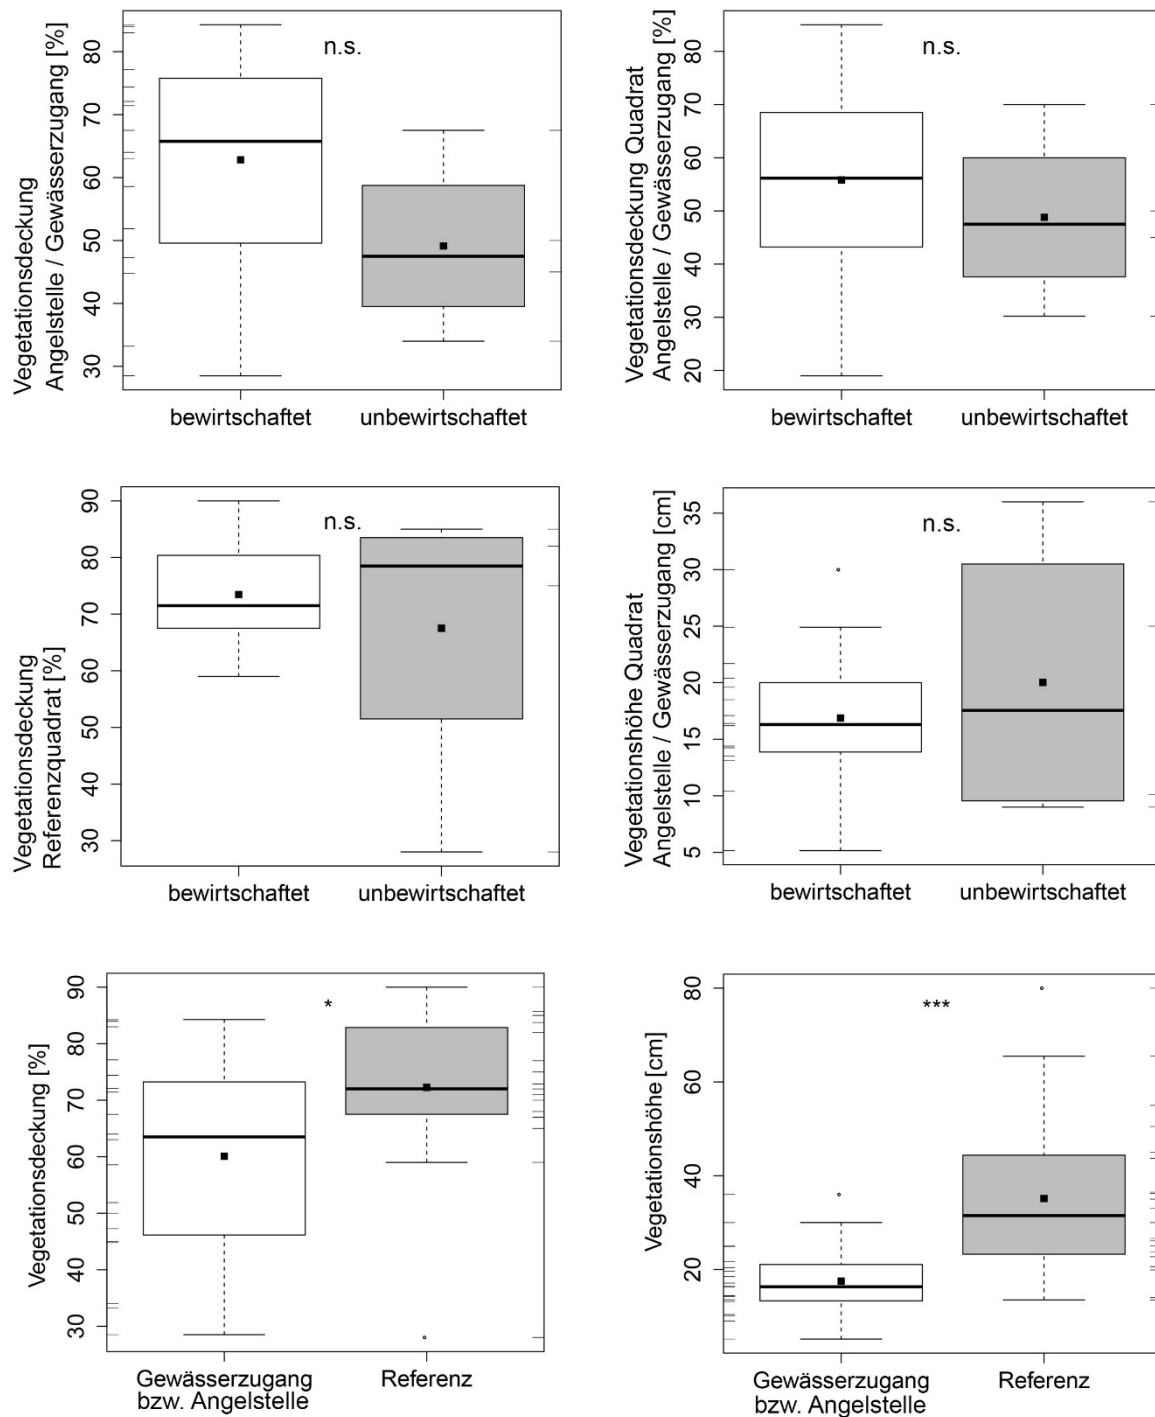 Vegetationsdeckung
Angelstelle / Gewässerzugang [%]
80
70
60
50
40
30
n.s.
bewirtschaftet
unbewirtschaftet
Vegetationsdeckung Quadrat
Angelstelle / Gewässerzugang [%]
80
70
60
50
40
30
20
n.s.
bewirtschaftet
unbewirtschaftet
Vegetationsdeckung
Referenzquadrat [%]
90
80
70
60
50
40
30
n.s.
bewirtschaftet
unbewirtschaftet
Vegetationshöhe Quadrat
Angelstelle / Gewässerzugang [cm]
35
30
25
20
15
10
5
n.s.
bewirtschaftet
unbewirtschaftet
Vegetationsdeckung [%]
90
80
70
60
50
40
30
*
Gewässerzugang
bzw. Angelstelle
Referenz
Vegetationshöhe [cm]
80
60
40
20
***
Gewässerzugang
bzw. Angelstelle
Referenz